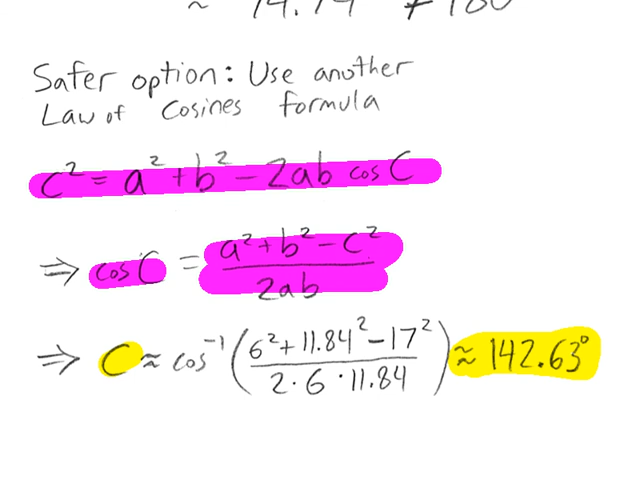 Safer option: Use another
Law of Cosines formula
c² = a² + b² − 2ab cos C
⇒ cos C = (a² + b² − c²) / (2ab)
⇒ C ≈ cos⁻¹ ((6² + 11.84² − 17²) / (2 · 6 · 11.84)) ≈ 142.63°